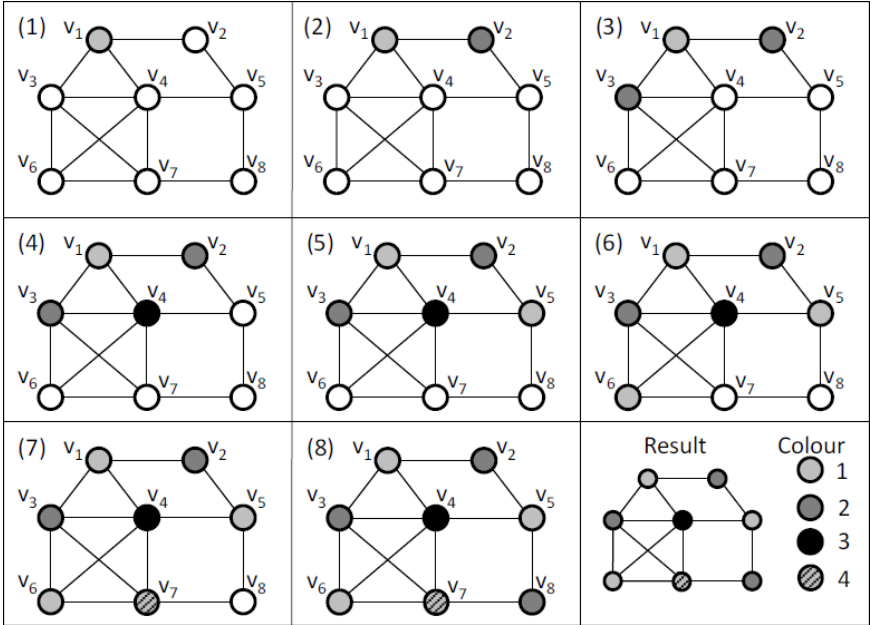 (1) v1 v2
v3 v4 v5
v6 v7 v8
(2) v1 v2
v3 v4 v5
v6 v7 v8
(3) v1 v2
v3 v4 v5
v6 v7 v8
(4) v1 v2
v3 v4 v5
v6 v7 v8
(5) v1 v2
v3 v4 v5
v6 v7 v8
(6) v1 v2
v3 v4 v5
v6 v7 v8
(7) v1 v2
v3 v4 v5
v6 v7 v8
(8) v1 v2
v3 v4 v5
v6 v7 v8
Result Colour
1
2
3
4